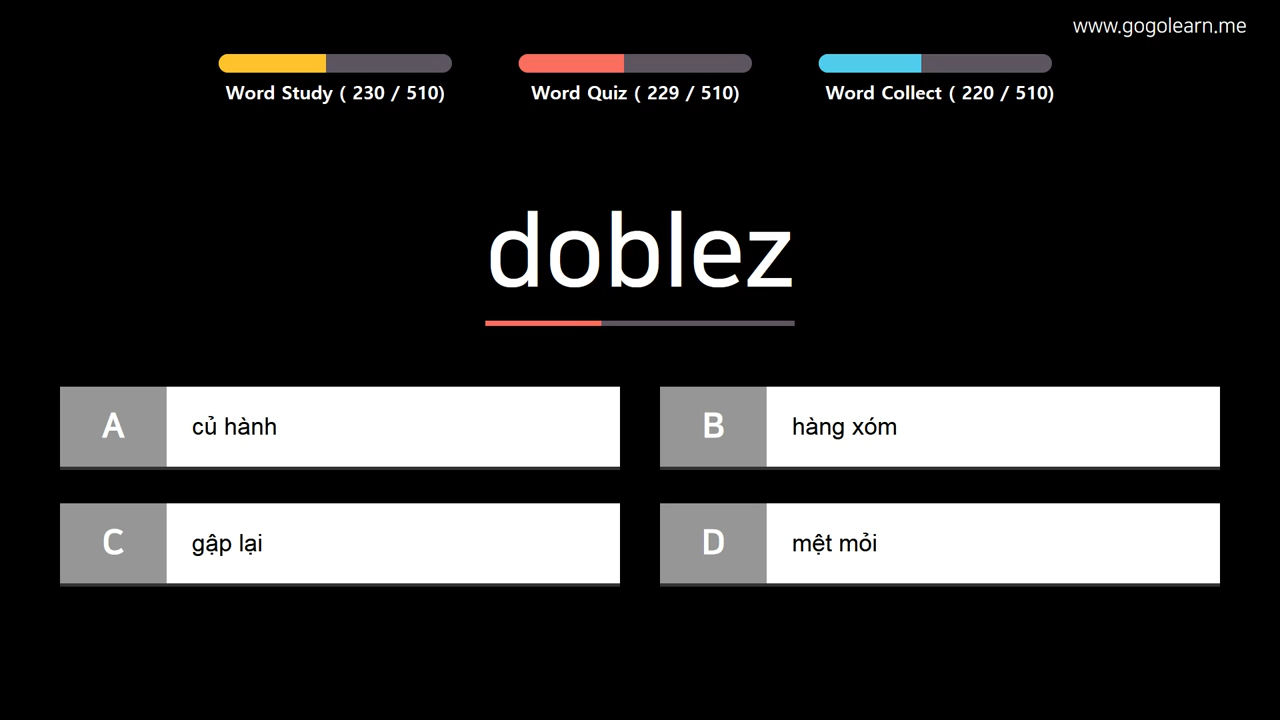 www.gogolearn.me
Word Study ( 230 / 510)
Word Quiz ( 229 / 510)
Word Collect ( 220 / 510)
doblez
A
củ hành
B
hàng xóm
C
gập lại
D
mệt mỏi